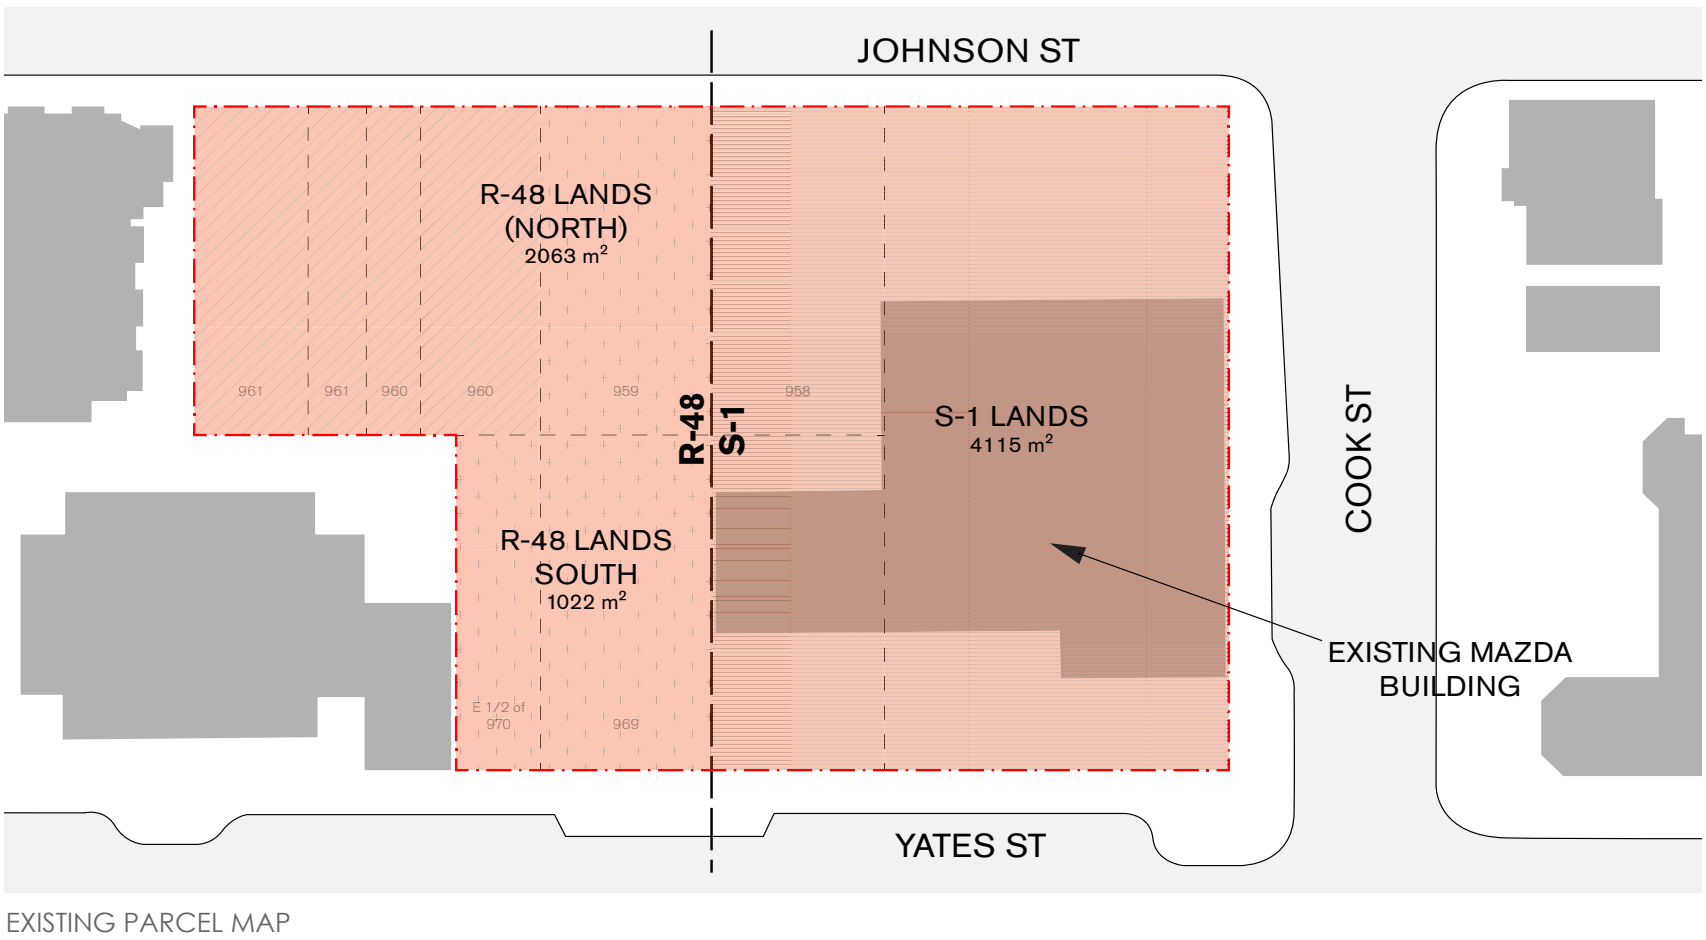 JOHNSON ST
R-48 LANDS
(NORTH)
2063 m²
961
961
960
960
959
958
R-48
S-1
S-1 LANDS
4115 m²
COOK ST
R-48 LANDS
SOUTH
1022 m²
EXISTING MAZDA
BUILDING
E 1/2 of
970
969
YATES ST
EXISTING PARCEL MAP